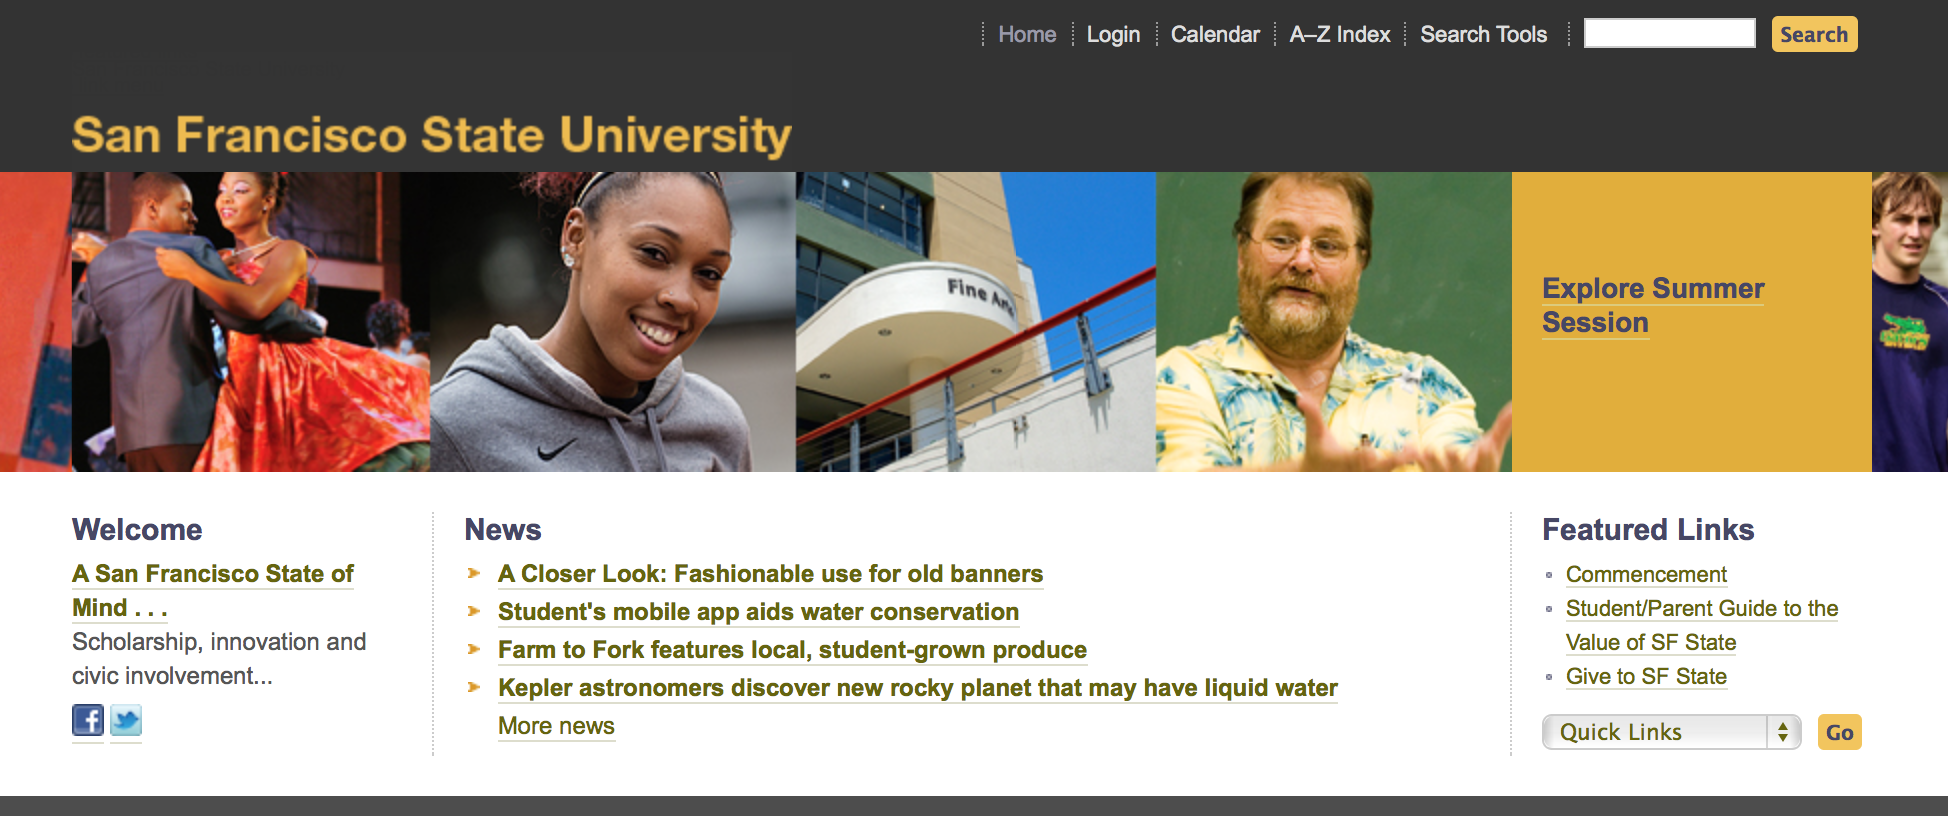 Home
Login
Calendar
A–Z Index
Search Tools
Search
San Francisco State University
Fine Arts
Explore Summer
Session
Welcome
A San Francisco State of
Mind . . .
Scholarship, innovation and
civic involvement...
News
A Closer Look: Fashionable use for old banners
Student's mobile app aids water conservation
Farm to Fork features local, student-grown produce
Kepler astronomers discover new rocky planet that may have liquid water
More news
Featured Links
Commencement
Student/Parent Guide to the
Value of SF State
Give to SF State
Quick Links
Go